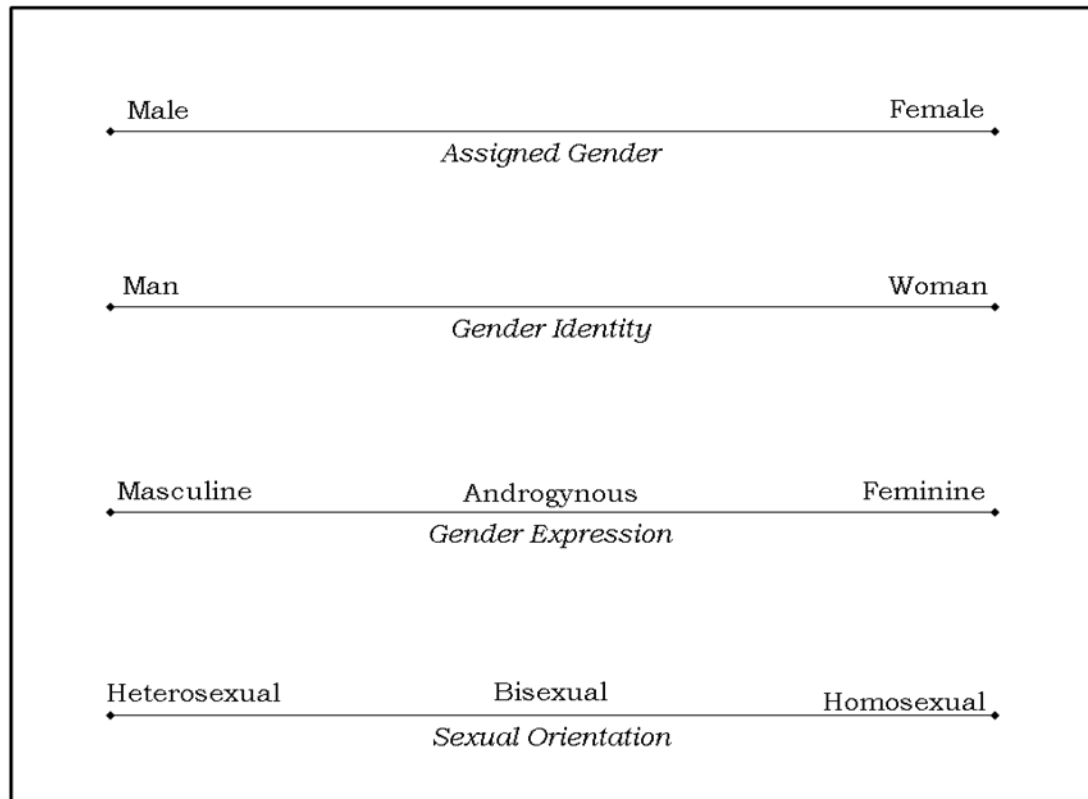 Male Female
Assigned Gender
Man Woman
Gender Identity
Masculine Androgynous Feminine
Gender Expression
Heterosexual Bisexual Homosexual
Sexual Orientation